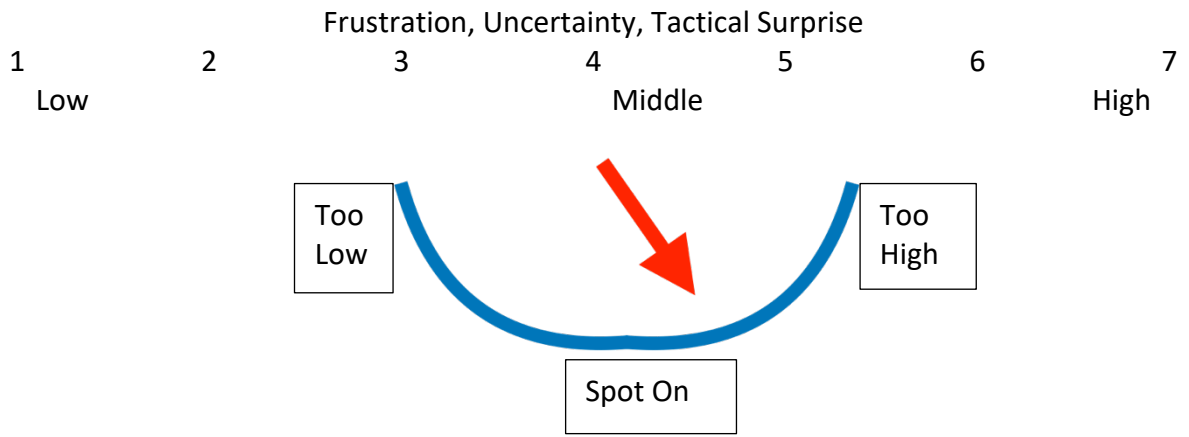 Frustration, Uncertainty, Tactical Surprise
1 2 3 4 5 6 7
Low Middle High
Too
Low
Too
High
Spot On